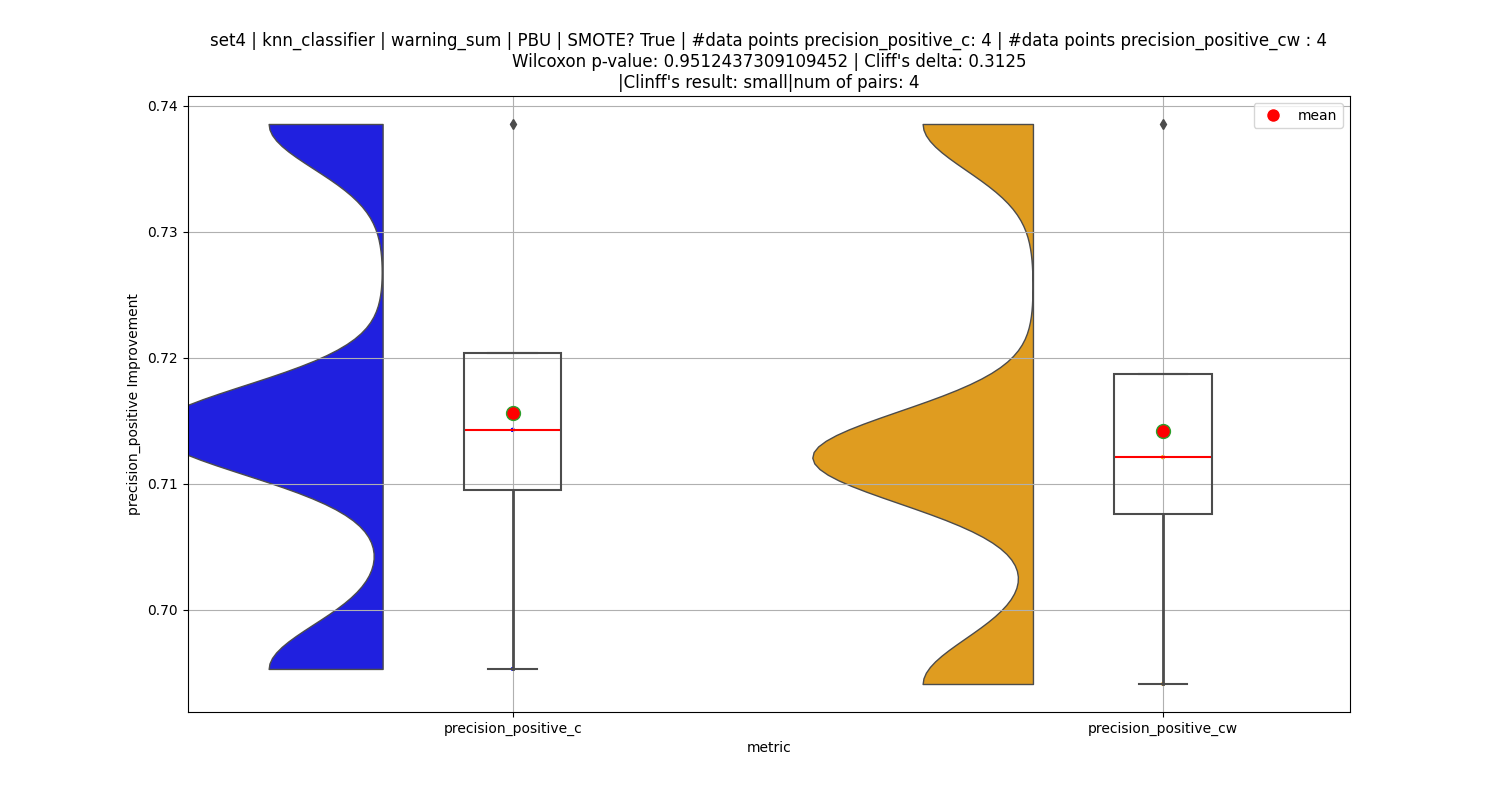 set4 | knn_classifier | warning_sum | PBU | SMOTE? True | #data points precision_positive_c: 4 | #data points precision_positive_cw : 4
Wilcoxon p-value: 0.9512437309109452 | Cliff's delta: 0.3125
|Clinff's result: small|num of pairs: 4
mean
0.74
0.73
0.72
0.71
0.70
precision_positive Improvement
precision_positive_c
precision_positive_cw
metric